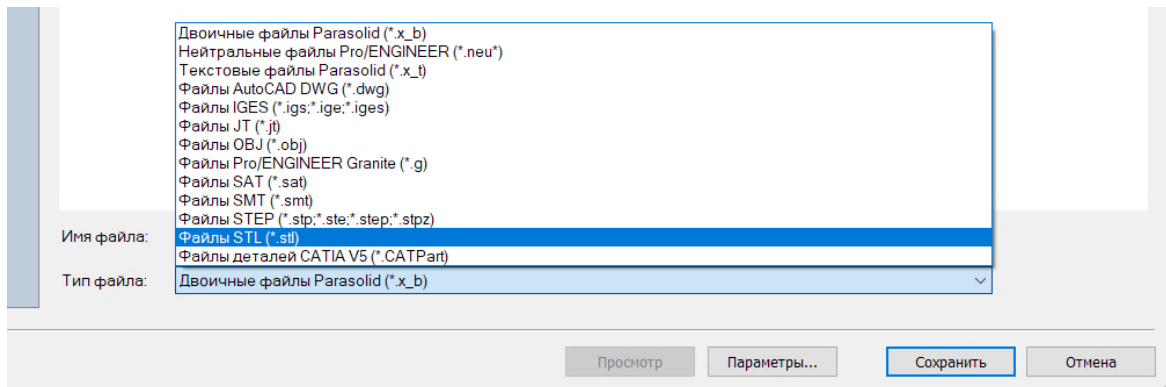 Двоичные файлы Parasolid (*.x_b)
Нейтральные файлы Pro/ENGINEER (*.neu*)
Текстовые файлы Parasolid (*.x_t)
Файлы AutoCAD DWG (*.dwg)
Файлы IGES (*.igs;*.ige;*.iges)
Файлы JT (*.jt)
Файлы OBJ (*.obj)
Файлы Pro/ENGINEER Granite (*.g)
Файлы SAT (*.sat)
Файлы SMT (*.smt)
Файлы STEP (*.stp;*.ste;*.step;*.stpz)
Имя файла:
Файлы STL (*.stl)
Файлы деталей CATIA V5 (*.CATPart)
Тип файла: Двоичные файлы Parasolid (*.x_b)
Просмотр Параметры... Сохранить Отмена